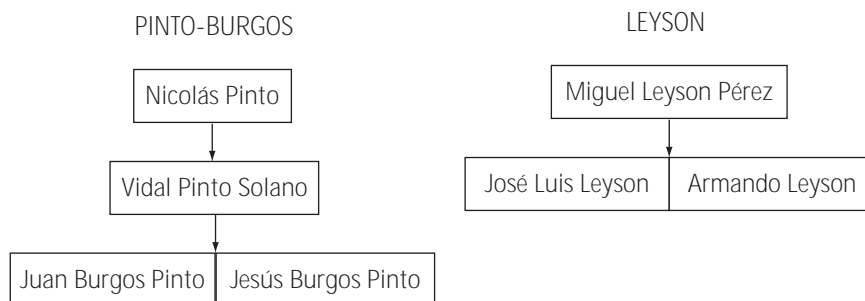 PINTO-BURGOS
Nicolás Pinto
Vidal Pinto Solano
Juan Burgos Pinto
Jesús Burgos Pinto
LEYSON
Miguel Leyson Pérez
José Luis Leyson
Armando Leyson